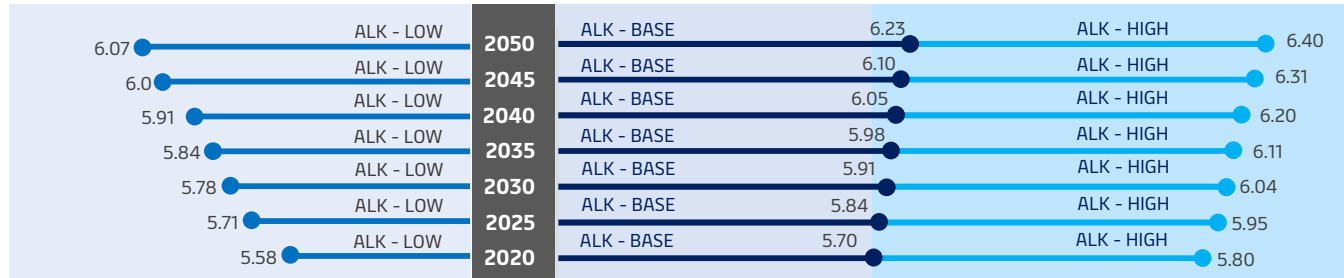 6.07 ALK - LOW 2050 ALK - BASE 6.23 ALK - HIGH 6.40
6.0 ALK - LOW 2045 ALK - BASE 6.10 ALK - HIGH 6.31
5.91 ALK - LOW 2040 ALK - BASE 6.05 ALK - HIGH 6.20
5.84 ALK - LOW 2035 ALK - BASE 5.98 ALK - HIGH 6.11
5.78 ALK - LOW 2030 ALK - BASE 5.91 ALK - HIGH 6.04
5.71 ALK - LOW 2025 ALK - BASE 5.84 ALK - HIGH 5.95
5.58 ALK - LOW 2020 ALK - BASE 5.70 ALK - HIGH 5.80